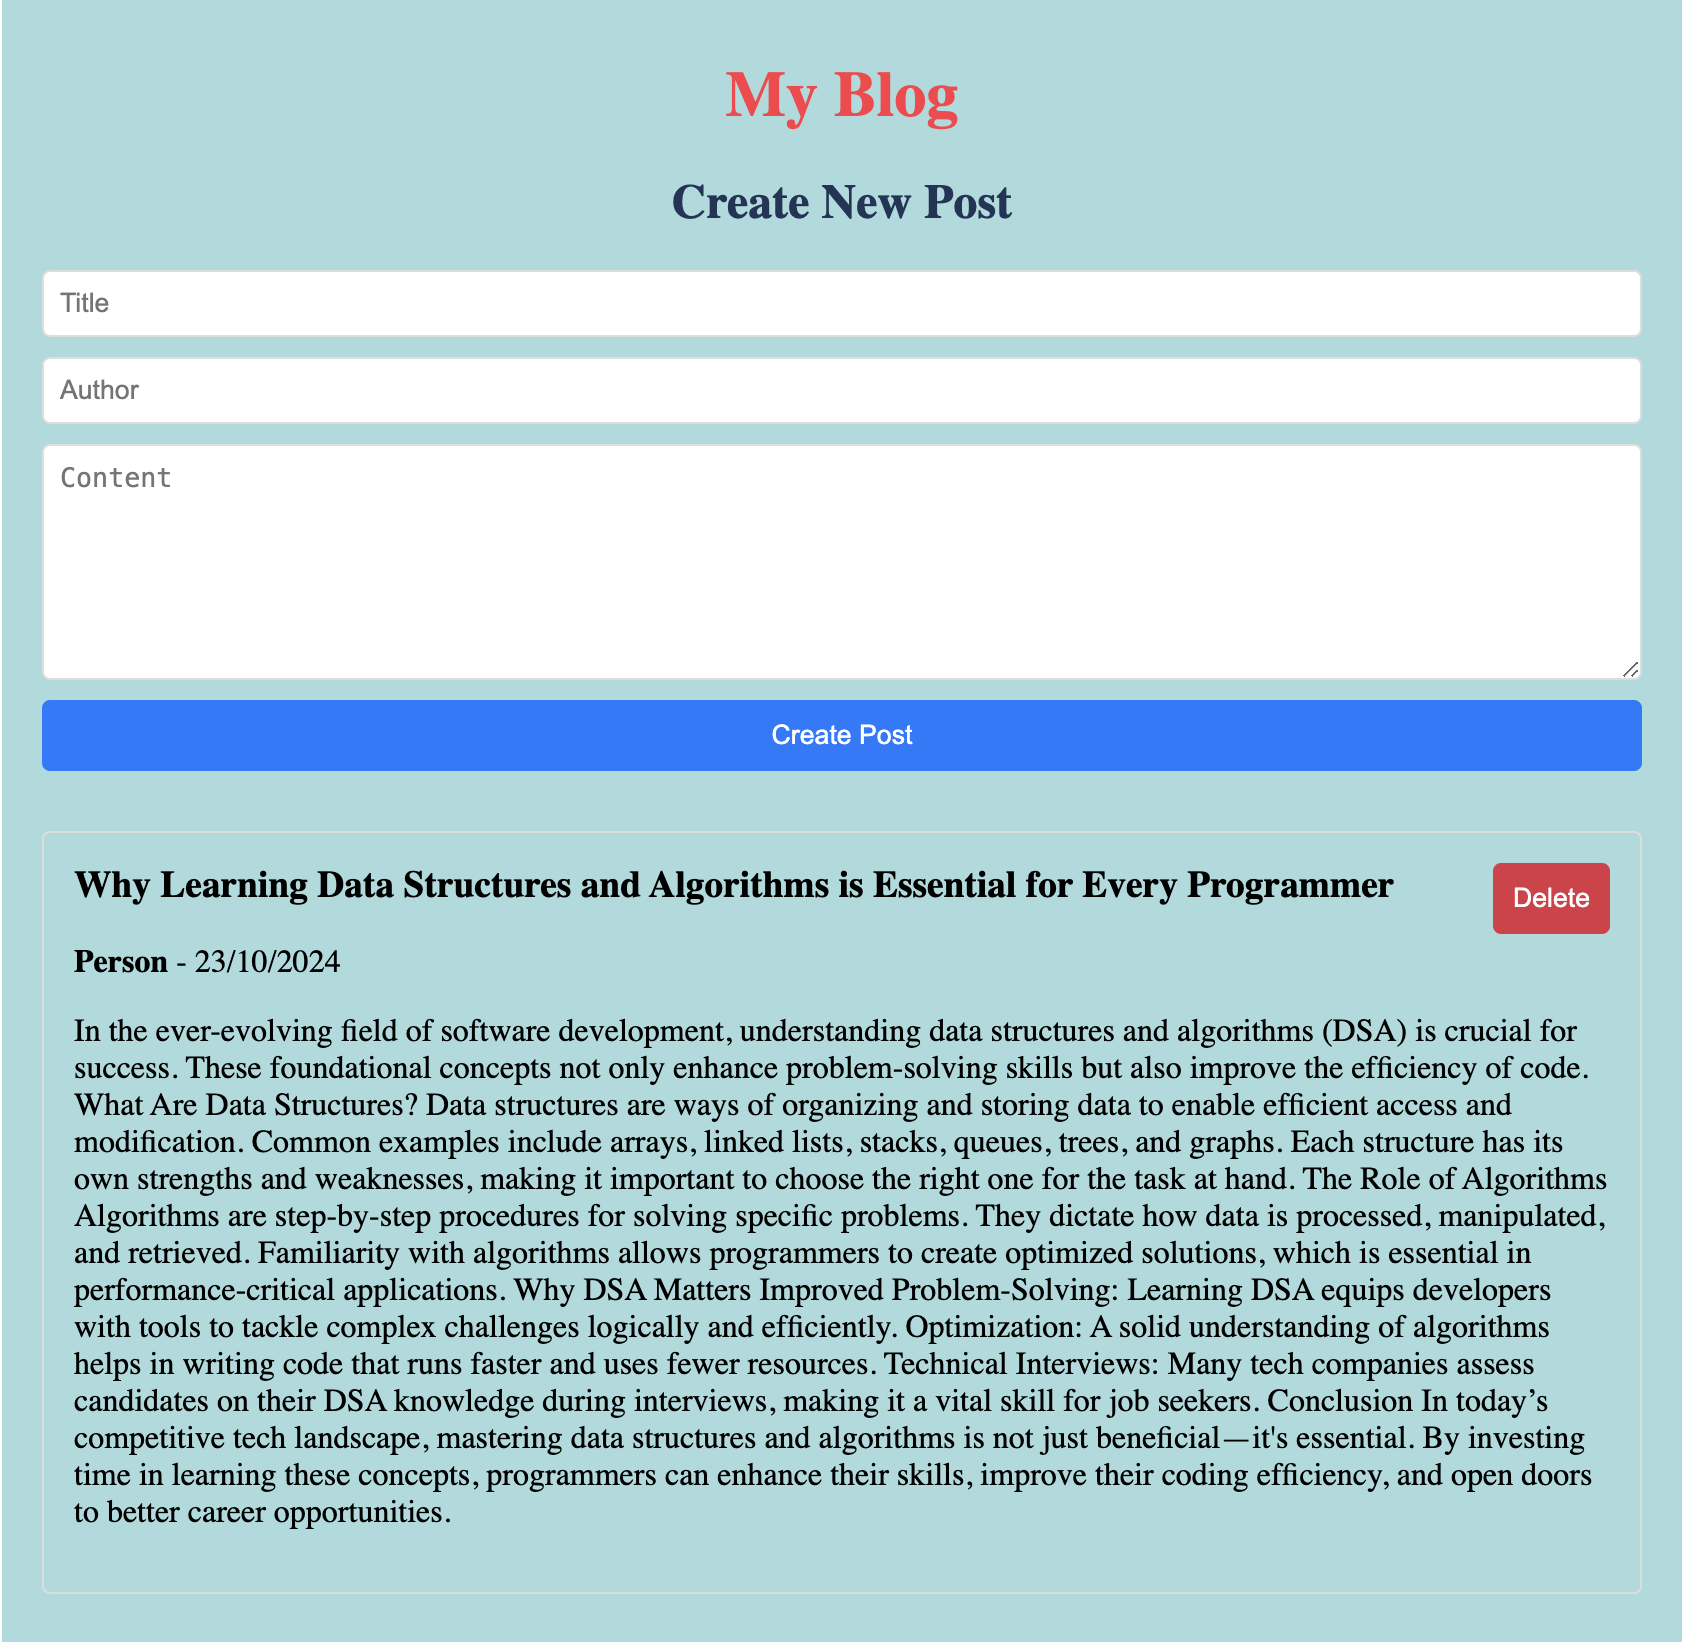 My Blog
Create New Post
Title
Author
Content
Create Post
Why Learning Data Structures and Algorithms is Essential for Every Programmer
Delete
Person - 23/10/2024
In the ever-evolving field of software development, understanding data structures and algorithms (DSA) is crucial for
success. These foundational concepts not only enhance problem-solving skills but also improve the efficiency of code.
What Are Data Structures? Data structures are ways of organizing and storing data to enable efficient access and
modification. Common examples include arrays, linked lists, stacks, queues, trees, and graphs. Each structure has its
own strengths and weaknesses, making it important to choose the right one for the task at hand. The Role of Algorithms
Algorithms are step-by-step procedures for solving specific problems. They dictate how data is processed, manipulated,
and retrieved. Familiarity with algorithms allows programmers to create optimized solutions, which is essential in
performance-critical applications. Why DSA Matters Improved Problem-Solving: Learning DSA equips developers
with tools to tackle complex challenges logically and efficiently. Optimization: A solid understanding of algorithms
helps in writing code that runs faster and uses fewer resources. Technical Interviews: Many tech companies assess
candidates on their DSA knowledge during interviews, making it a vital skill for job seekers. Conclusion In today’s
competitive tech landscape, mastering data structures and algorithms is not just beneficial—it's essential. By investing
time in learning these concepts, programmers can enhance their skills, improve their coding efficiency, and open doors
to better career opportunities.